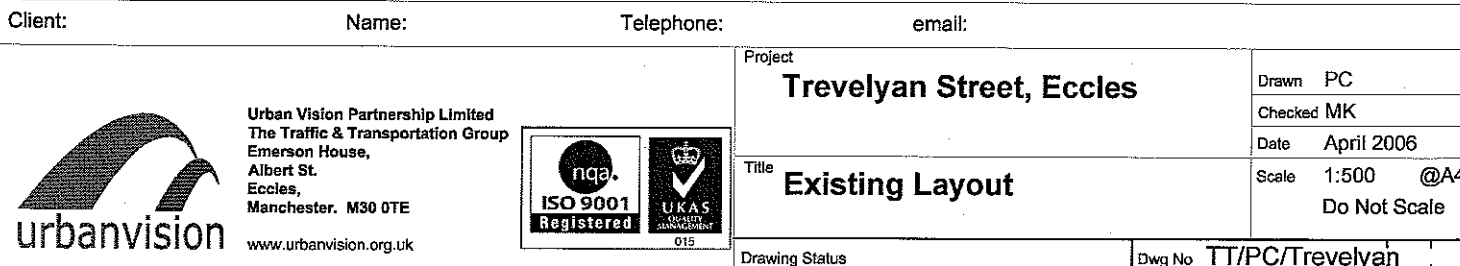 Client: Name: Telephone: email:
urbanvision
Urban Vision Partnership Limited
The Traffic & Transportation Group
Emerson House,
Albert St.
Eccles,
Manchester. M30 0TE
www.urbanvision.org.uk
nqa.
ISO 9001
Registered
UKAS
QUALITY
MANAGEMENT
015
Project
Trevelyan Street, Eccles
Title
Existing Layout
Drawing Status
Drawn PC
Checked MK
Date April 2006
Scale 1:500 @A4
Do Not Scale
Dwg No TT/PC/Trevelyan